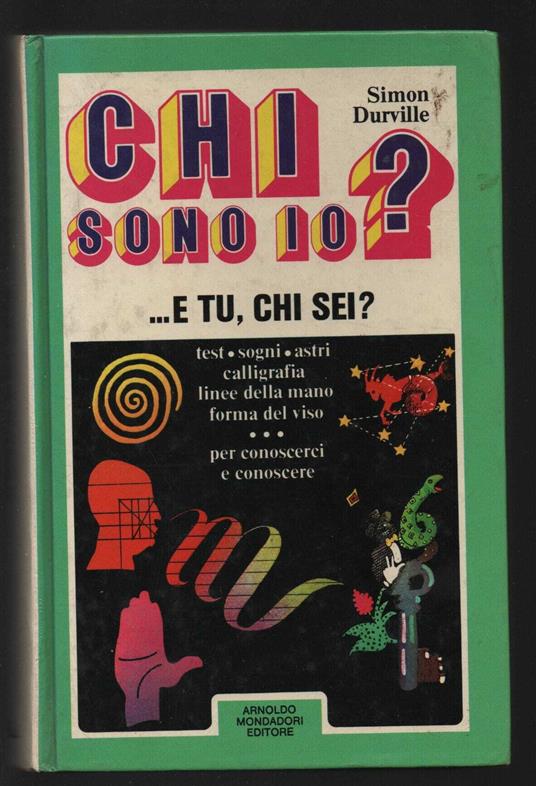 Simon
Durville
CHI
SONO IO?
...E TU, CHI SEI?
test • sogni • astri
calligrafia
linee della mano
forma del viso
• • •
per conoscerci
e conoscere
ARNOLDO
MONDADORI
EDITORE